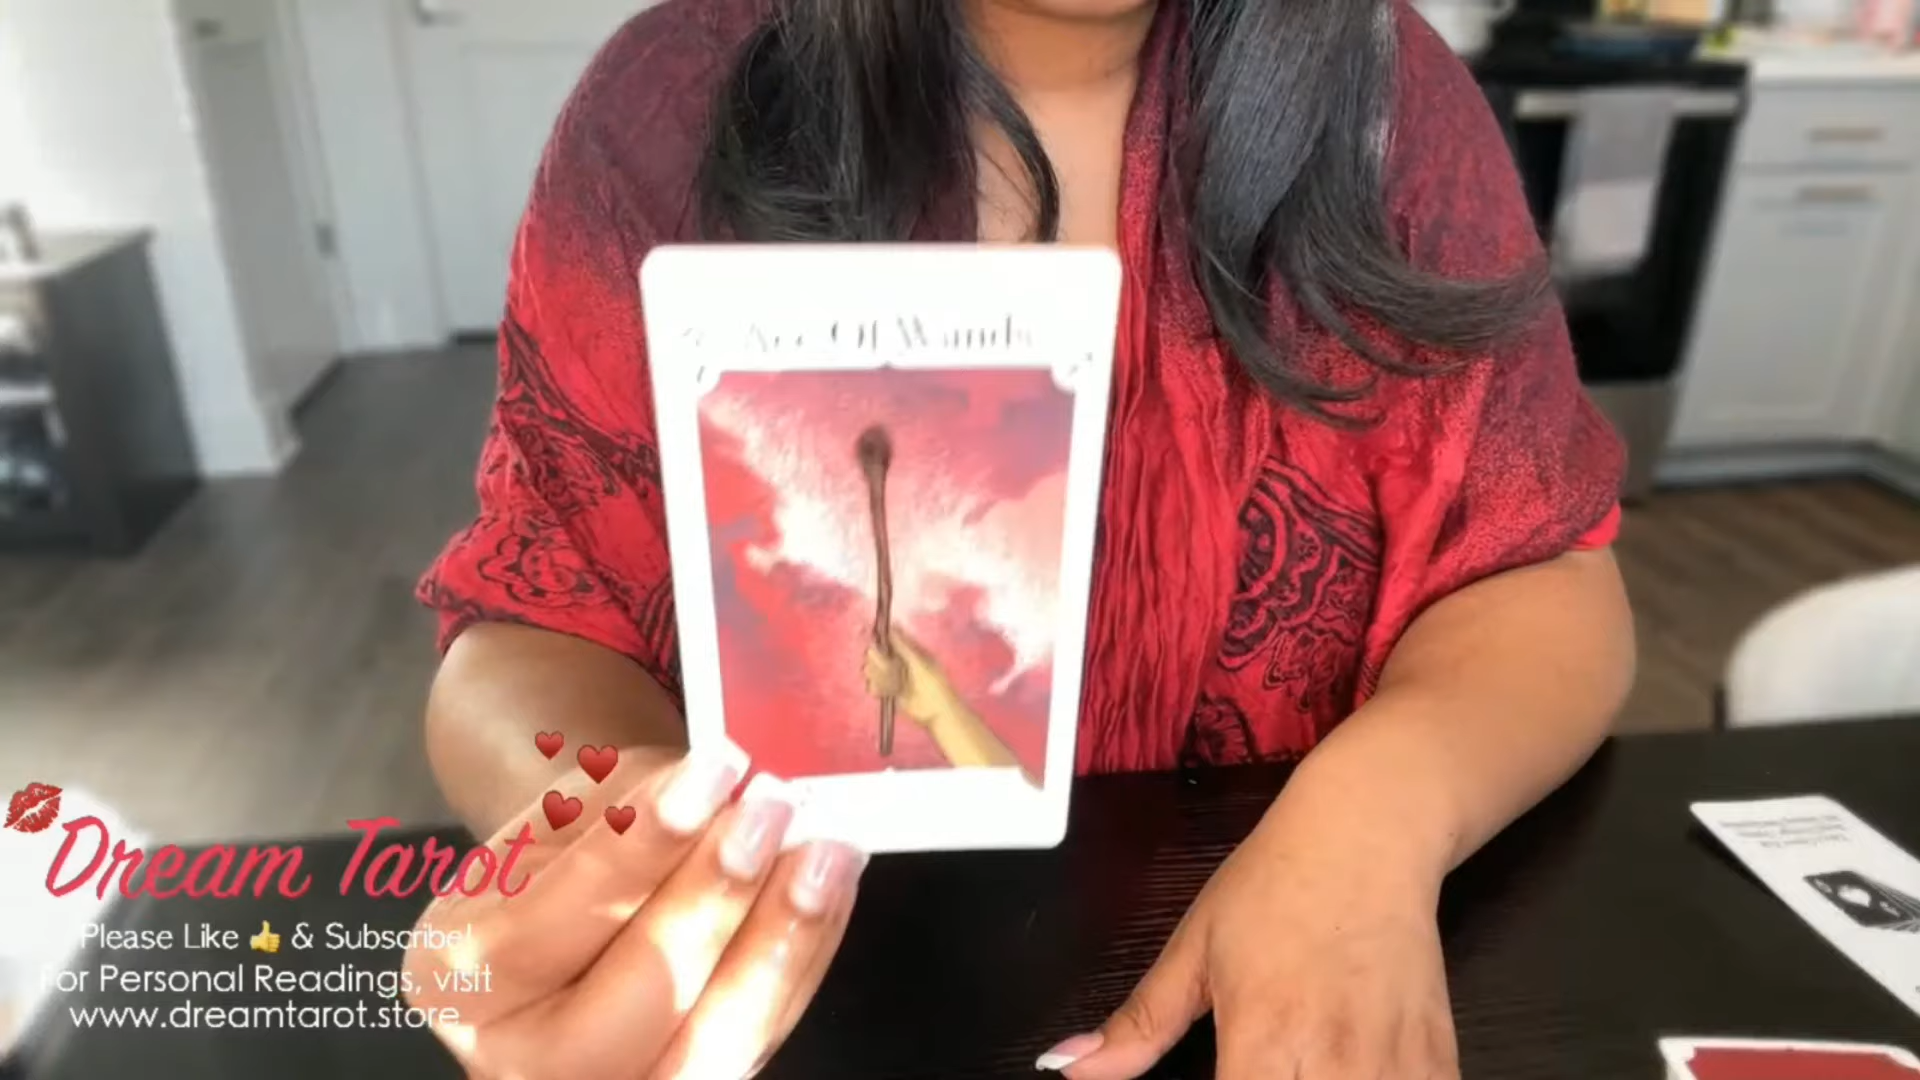 Ace Of Wands
Dream Tarot
Please Like 👍 & Subscribe!
For Personal Readings, visit
www.dreamtarot.store